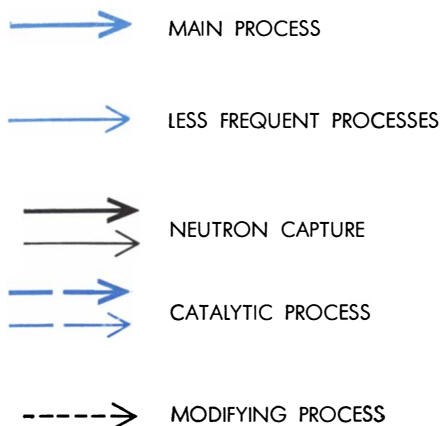 MAIN PROCESS
LESS FREQUENT PROCESSES
NEUTRON CAPTURE
CATALYTIC PROCESS
MODIFYING PROCESS